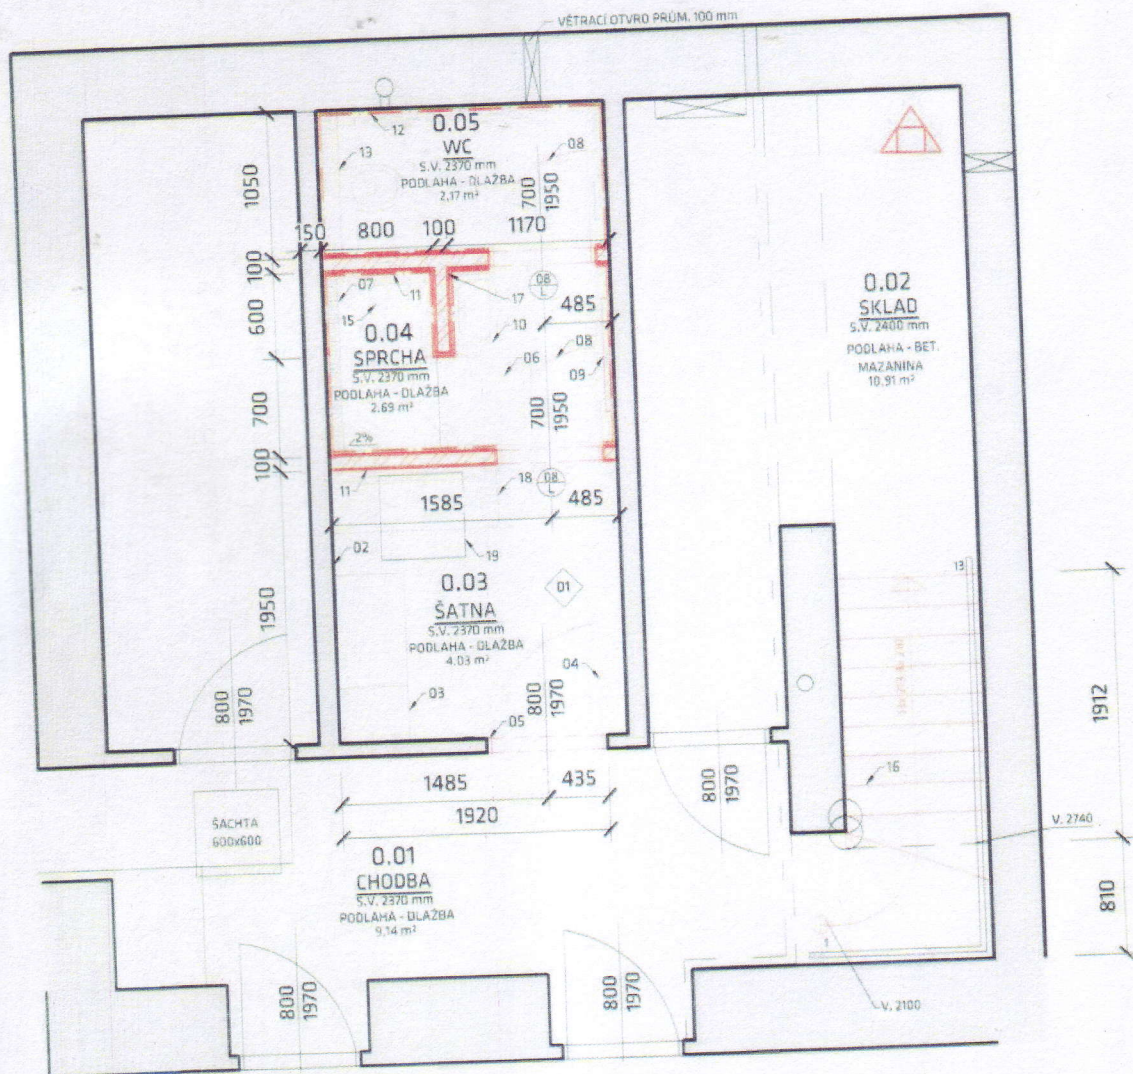 VĚTRACÍ OTVRO PRŮM. 100 mm
0.05
WC
S.V. 2370 mm
PODLAHA - DLAŽBA
2,17 m²
12
13
08
700
1950
1050
150
800
100
1170
100
600
700
100
1950
07
11
15
17
08
L
485
10
06
08
09
0.04
SPRCHA
S.V. 2370 mm
PODLAHA - DLAŽBA
2.69 m²
700
1950
2%
11
18
08
L
1585
485
02
19
0.03
ŠATNA
S.V. 2370 mm
PODLAHA - DLAŽBA
4.03 m²
01
03
04
05
800
1970
0.02
SKLAD
S.V. 2400 mm
PODLAHA - BET.
MAZANINA
10.91 m²
13
16
1912
810
V. 2740
V. 2100
1
800
1970
800
1970
1485
435
1920
ŠACHTA
600x600
0.01
CHODBA
S.V. 2370 mm
PODLAHA - DLAŽBA
9,14 m²
800
1970
800
1970